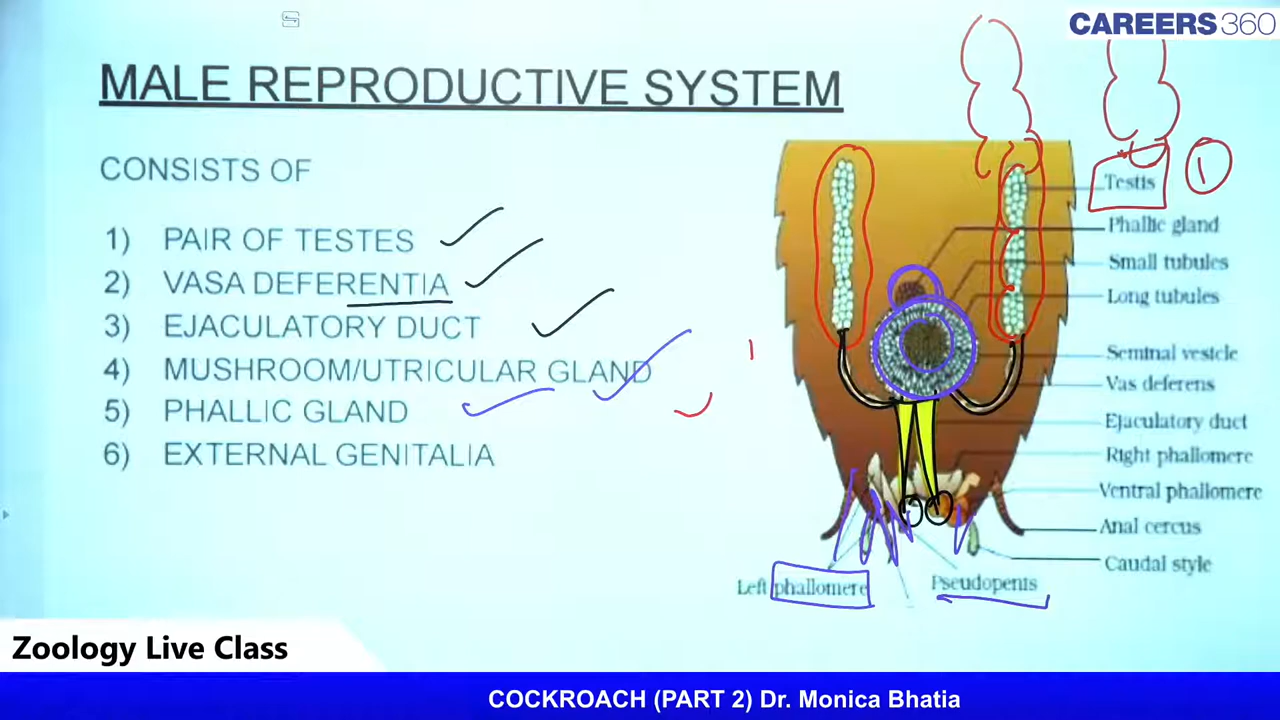 CAREERS360
MALE REPRODUCTIVE SYSTEM
CONSISTS OF
1) PAIR OF TESTES
2) VASA DEFERENTIA
3) EJACULATORY DUCT
4) MUSHROOM/UTRICULAR GLAND
5) PHALLIC GLAND
6) EXTERNAL GENITALIA
Testis
1
Phallic gland
Small tubules
Long tubules
Seminal vesicle
Vas deferens
Ejaculatory duct
Right phallomere
Ventral phallomere
Anal cercus
Caudal style
Left phallomere
Pseudopenis
Zoology Live Class
COCKROACH (PART 2) Dr. Monica Bhatia